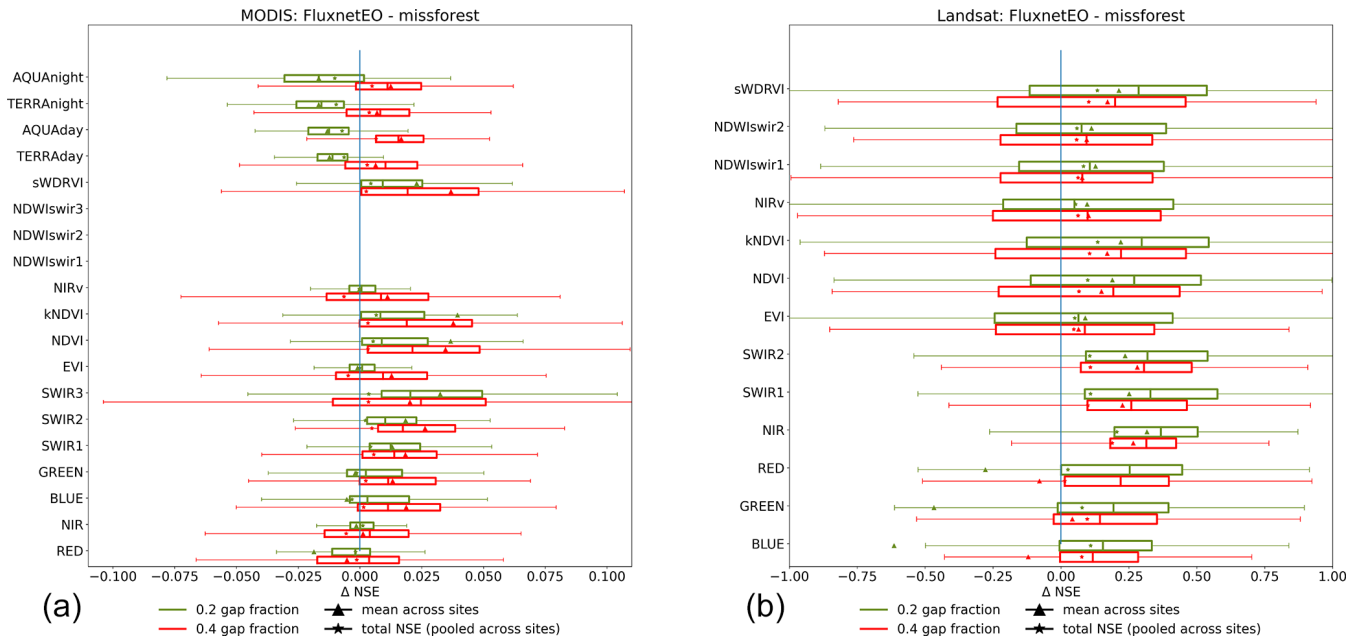 MODIS: FluxnetEO - missforest
AQUAnight
TERRAnight
AQUAday
TERRAday
sWDRVI
NDWIswir3
NDWIswir2
NDWIswir1
NIRv
kNDVI
NDVI
EVI
SWIR3
SWIR2
SWIR1
GREEN
BLUE
NIR
RED
−0.100 −0.075 −0.050 −0.025 0.000 0.025 0.050 0.075 0.100
Δ NSE
(a)
0.2 gap fraction mean across sites
0.4 gap fraction total NSE (pooled across sites)
Landsat: FluxnetEO - missforest
sWDRVI
NDWIswir2
NDWIswir1
NIRv
kNDVI
NDVI
EVI
SWIR2
SWIR1
NIR
RED
GREEN
BLUE
−1.00 −0.75 −0.50 −0.25 0.00 0.25 0.50 0.75 1.00
Δ NSE
(b)
0.2 gap fraction mean across sites
0.4 gap fraction total NSE (pooled across sites)